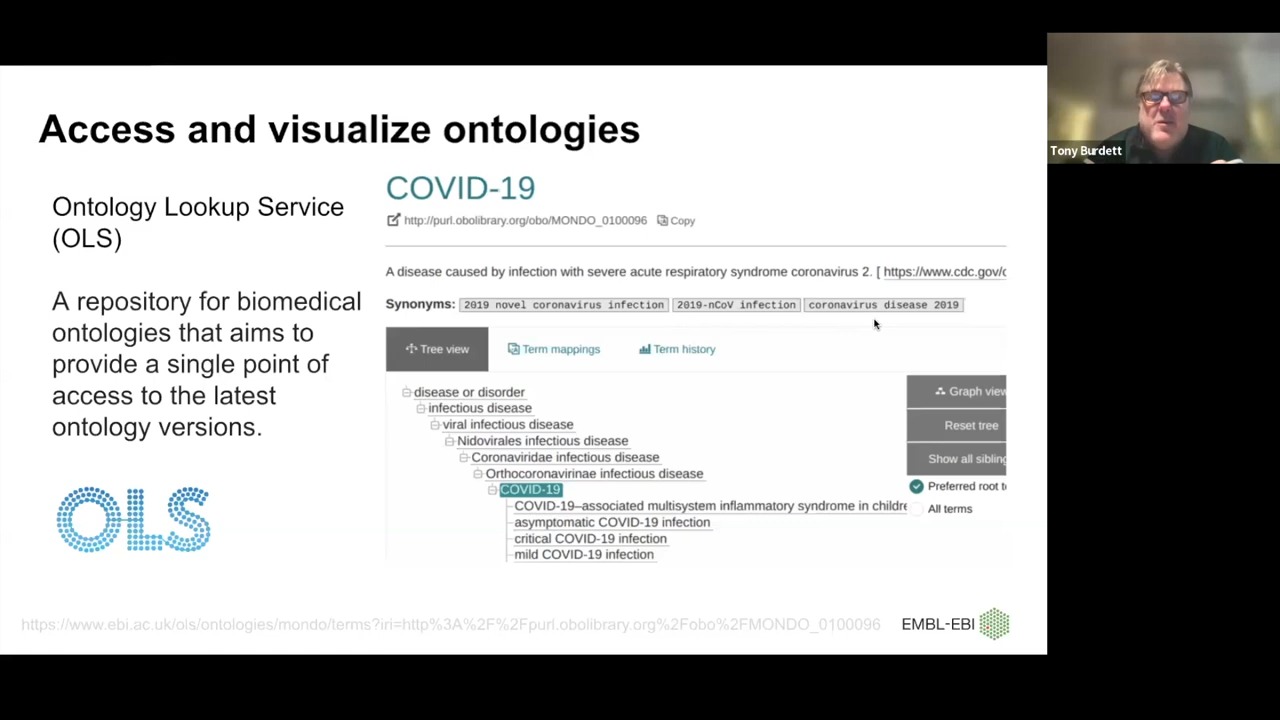 Access and visualize ontologies
Ontology Lookup Service
(OLS)
A repository for biomedical
ontologies that aims to
provide a single point of
access to the latest
ontology versions.
OLS
COVID-19
http://purl.obolibrary.org/obo/MONDO_0100096 Copy
A disease caused by infection with severe acute respiratory syndrome coronavirus 2. [ https://www.cdc.gov/c
Synonyms: 2019 novel coronavirus infection 2019-nCoV infection coronavirus disease 2019
Tree view Term mappings Term history
disease or disorder
infectious disease
viral infectious disease
Nidovirales infectious disease
Coronaviridae infectious disease
Orthocoronavirinae infectious disease
COVID-19
COVID-19–associated multisystem inflammatory syndrome in childre
asymptomatic COVID-19 infection
critical COVID-19 infection
mild COVID-19 infection
Graph view
Reset tree
Show all sibling
Preferred root t
All terms
https://www.ebi.ac.uk/ols/ontologies/mondo/terms?iri=http%3A%2F%2Fpurl.obolibrary.org%2Fobo%2FMONDO_0100096
EMBL-EBI
Tony Burdett